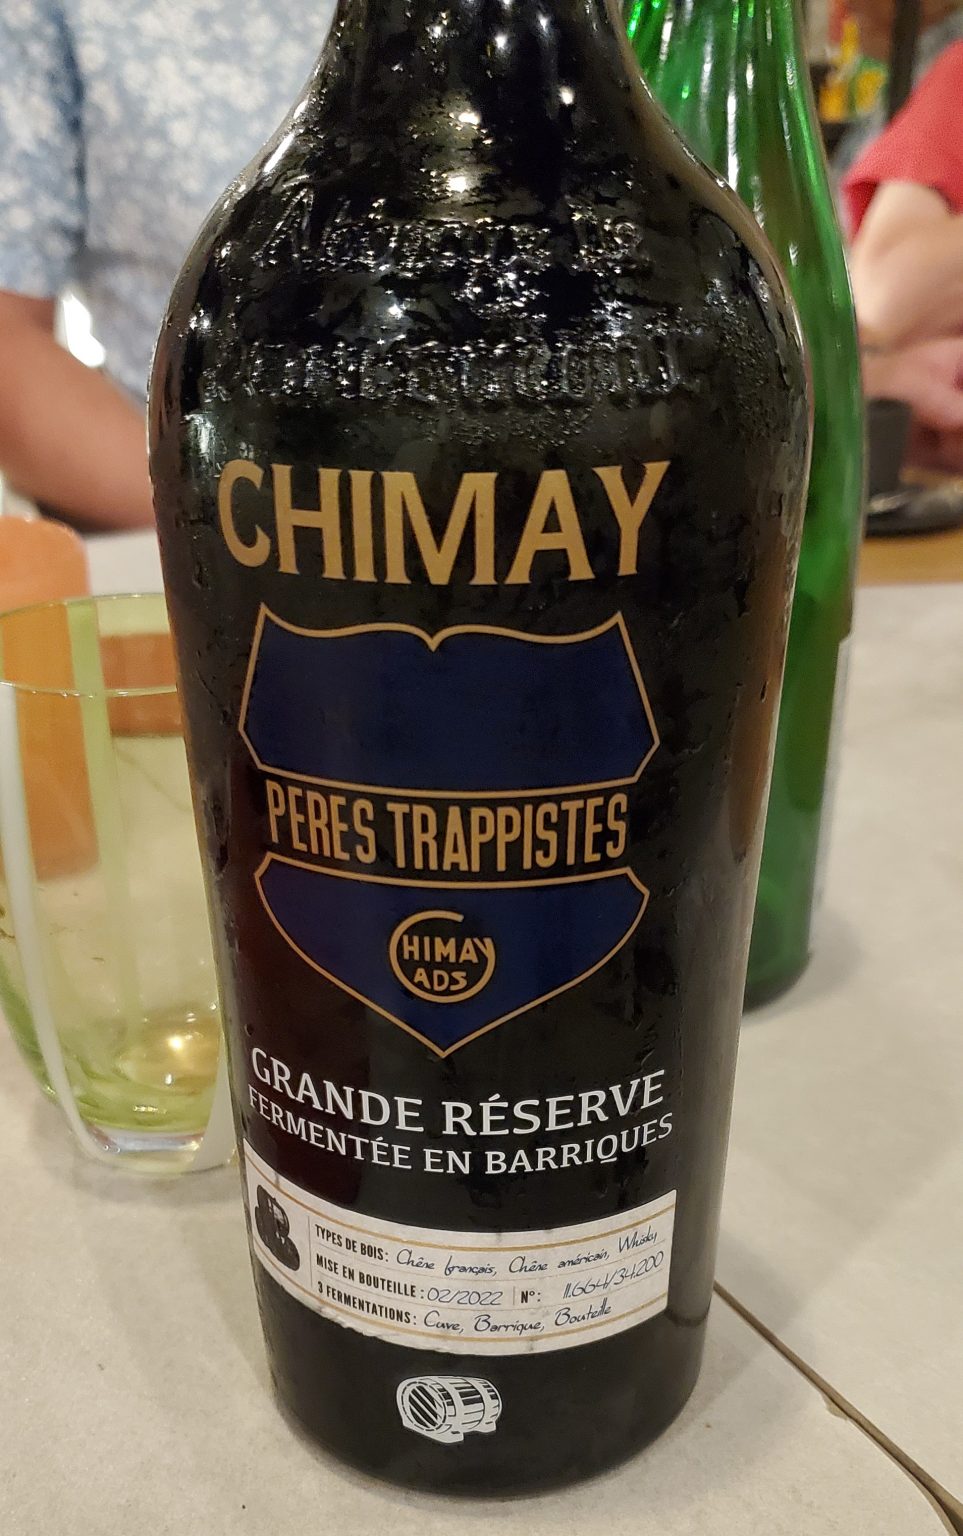 CHIMAY
PERES TRAPPISTES
CHIMAY
ADS
GRANDE RÉSERVE
FERMENTÉE EN BARRIQUES
TYPES DE BOIS: Chêne français, Chêne américain, Whisky
MISE EN BOUTEILLE: 02/2022 N°: 11.664/34.200
3 FERMENTATIONS: Cuve, Barrique, Bouteille